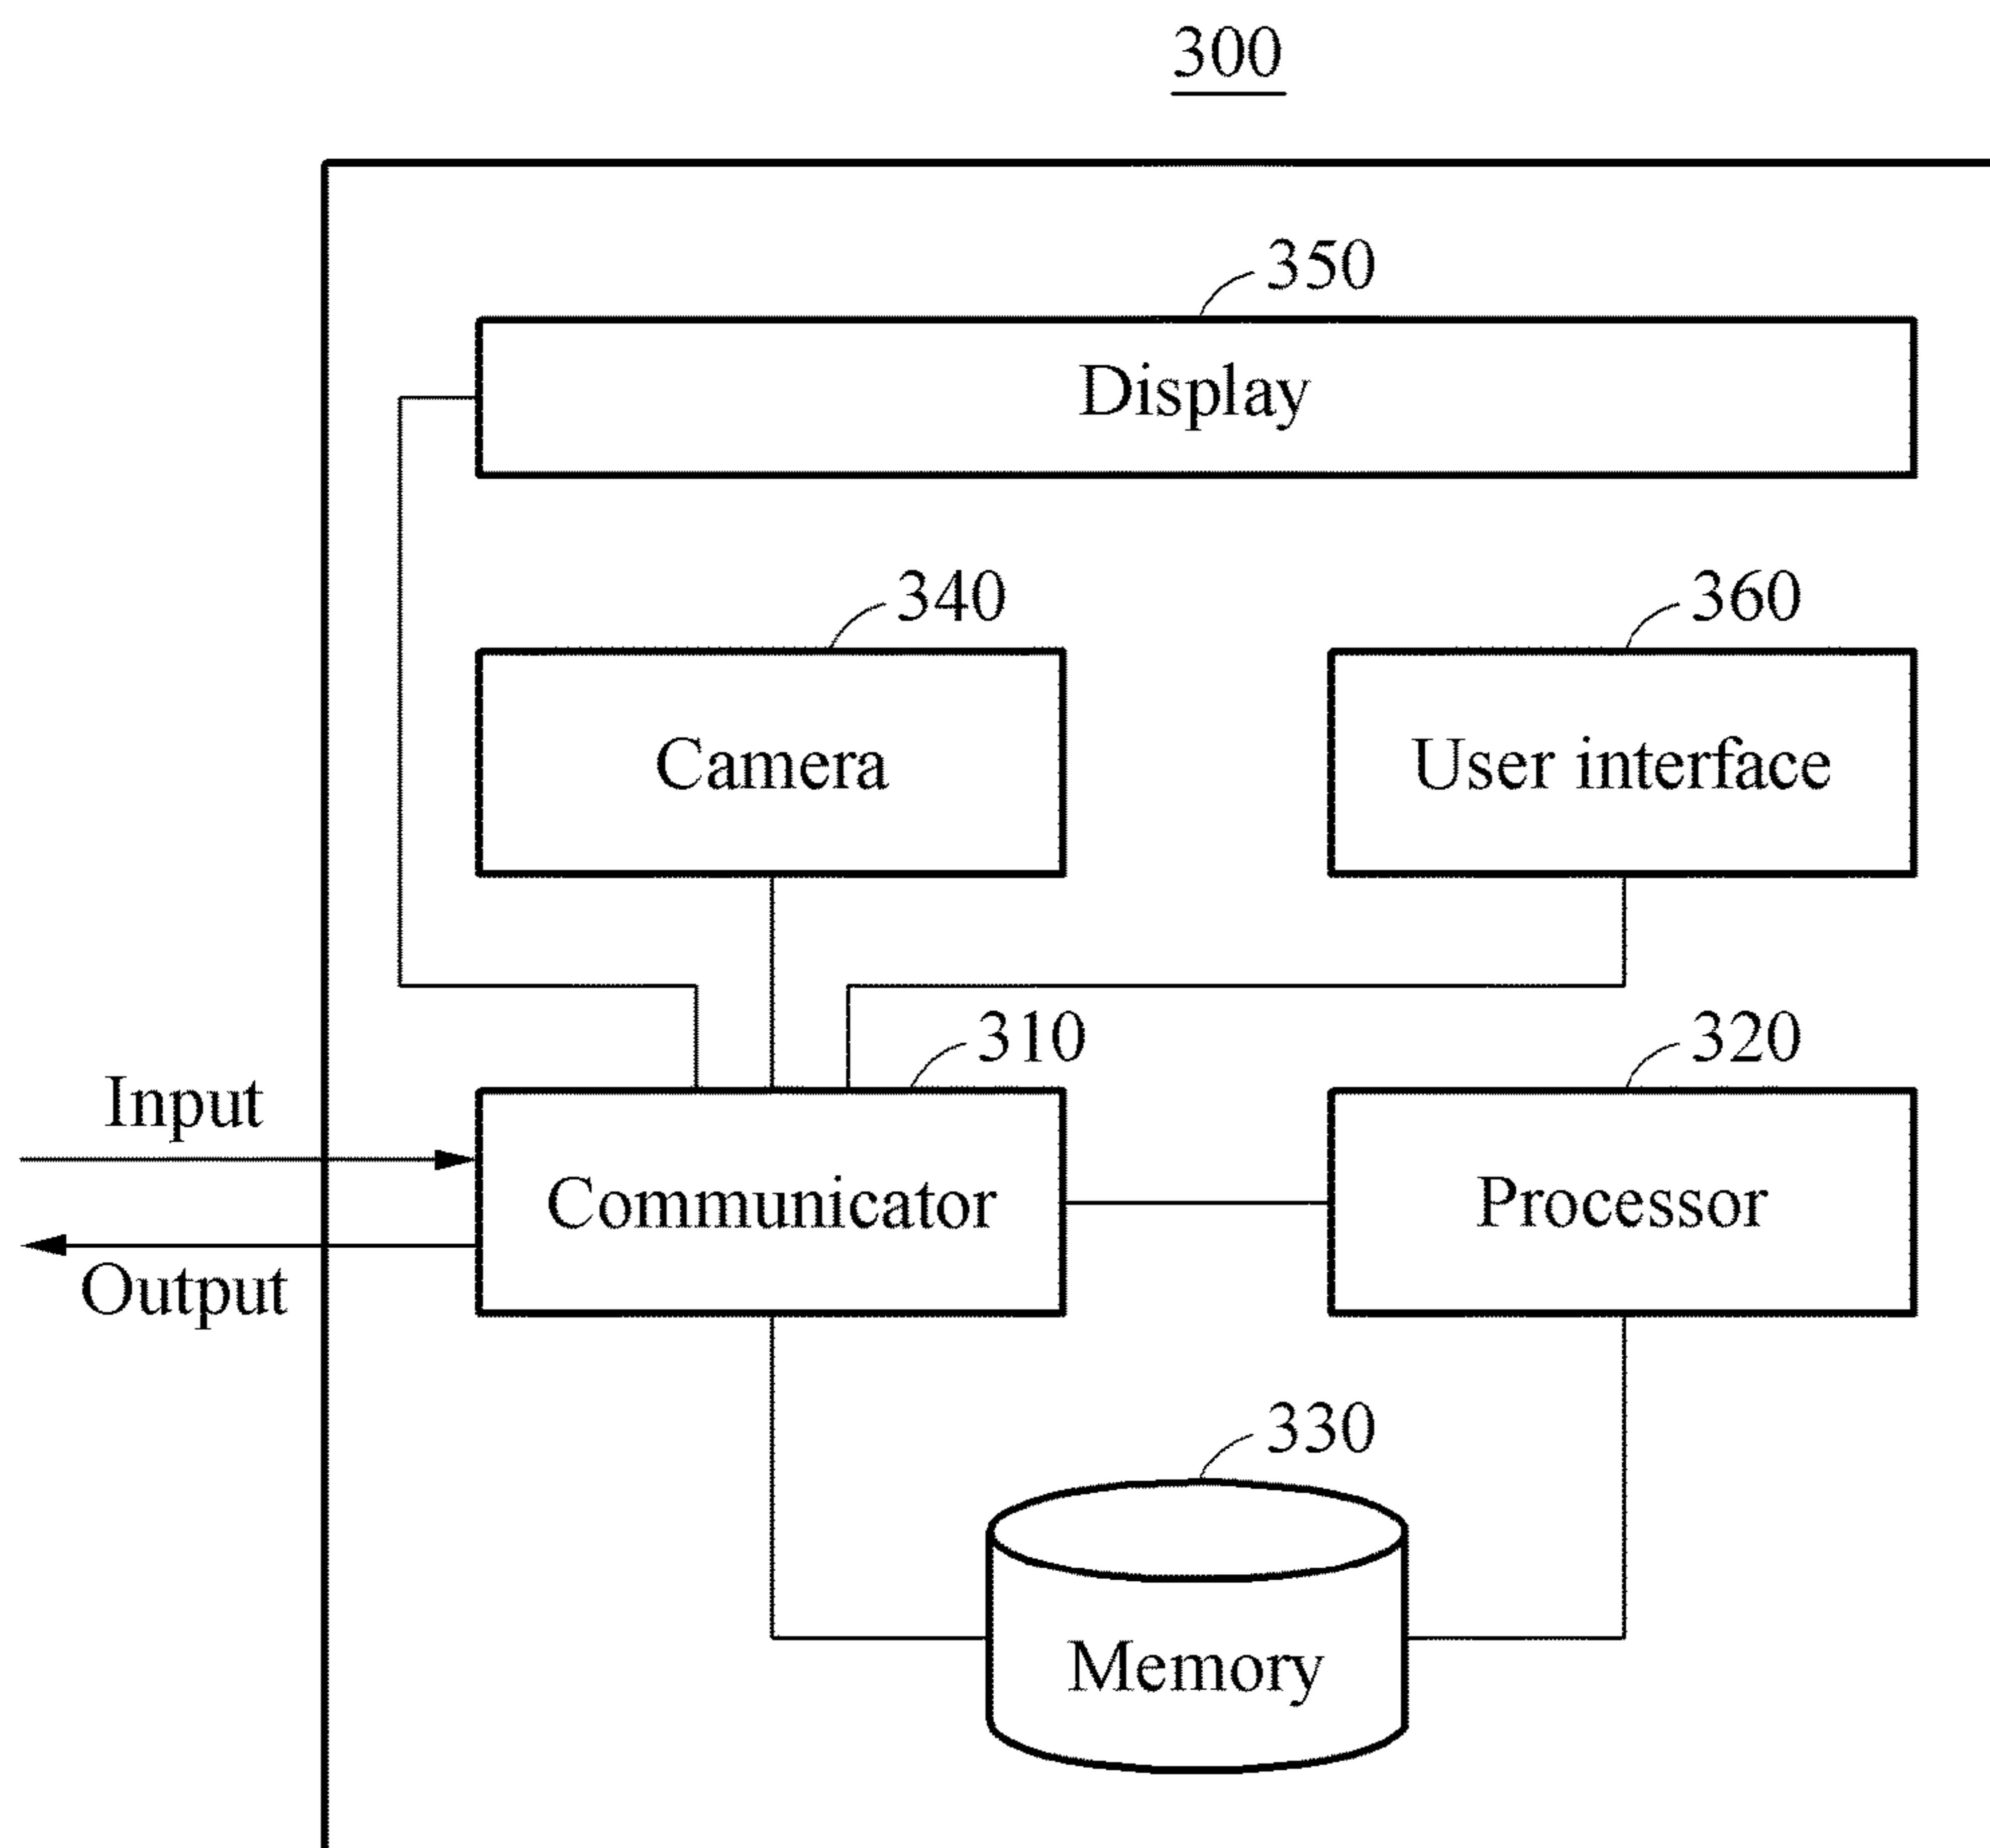 300
350
Display
340
360
Camera
User interface
310
320
Input
Communicator
Processor
Output
330
Memory